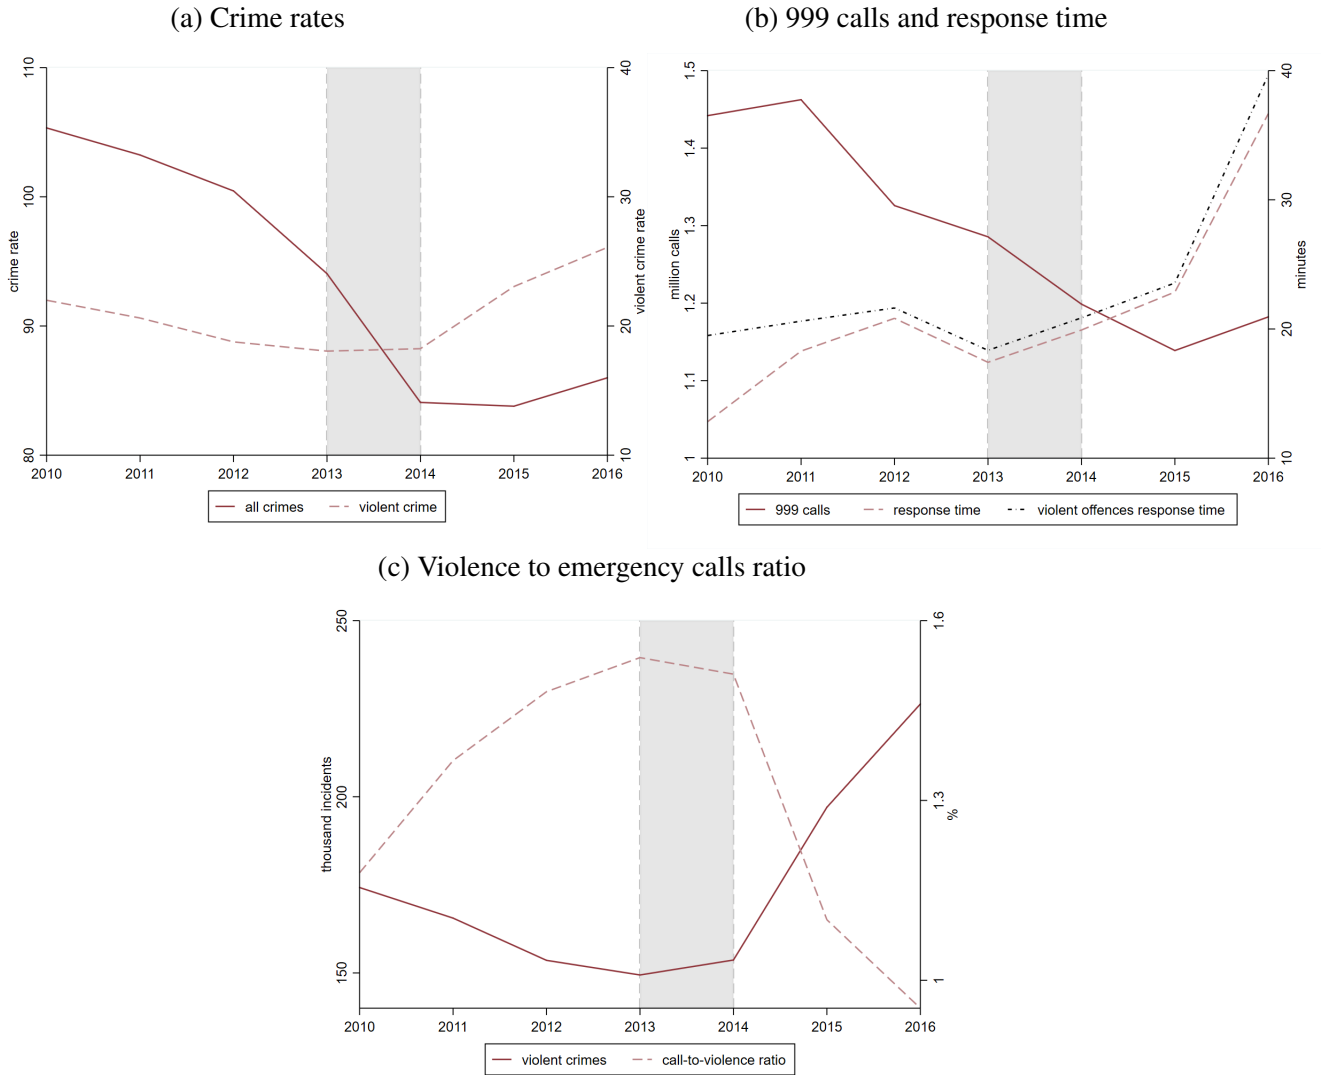 (a) Crime rates
110
100
90
80
crime rate
40
30
20
10
violent crime rate
2010 2011 2012 2013 2014 2015 2016
all crimes violent crime
(b) 999 calls and response time
1.5
1.4
1.3
1.2
1.1
1
million calls
40
30
20
10
minutes
2010 2011 2012 2013 2014 2015 2016
999 calls response time violent offences response time
(c) Violence to emergency calls ratio
250
200
150
thousand incidents
1.6
1.3
1
%
2010 2011 2012 2013 2014 2015 2016
violent crimes call-to-violence ratio